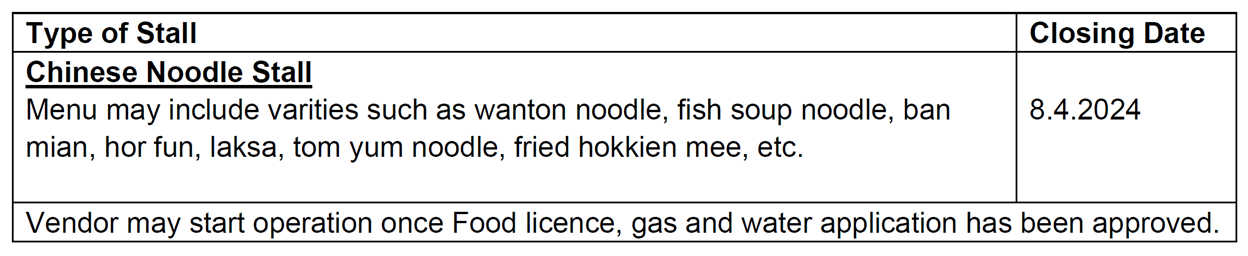 Type of Stall
Closing Date
Chinese Noodle Stall
Menu may include varities such as wanton noodle, fish soup noodle, ban
8.4.2024
mian, hor fun, laksa, tom yum noodle, fried hokkien mee, etc.
Vendor may start operation once Food licence, gas and water application has been approved.